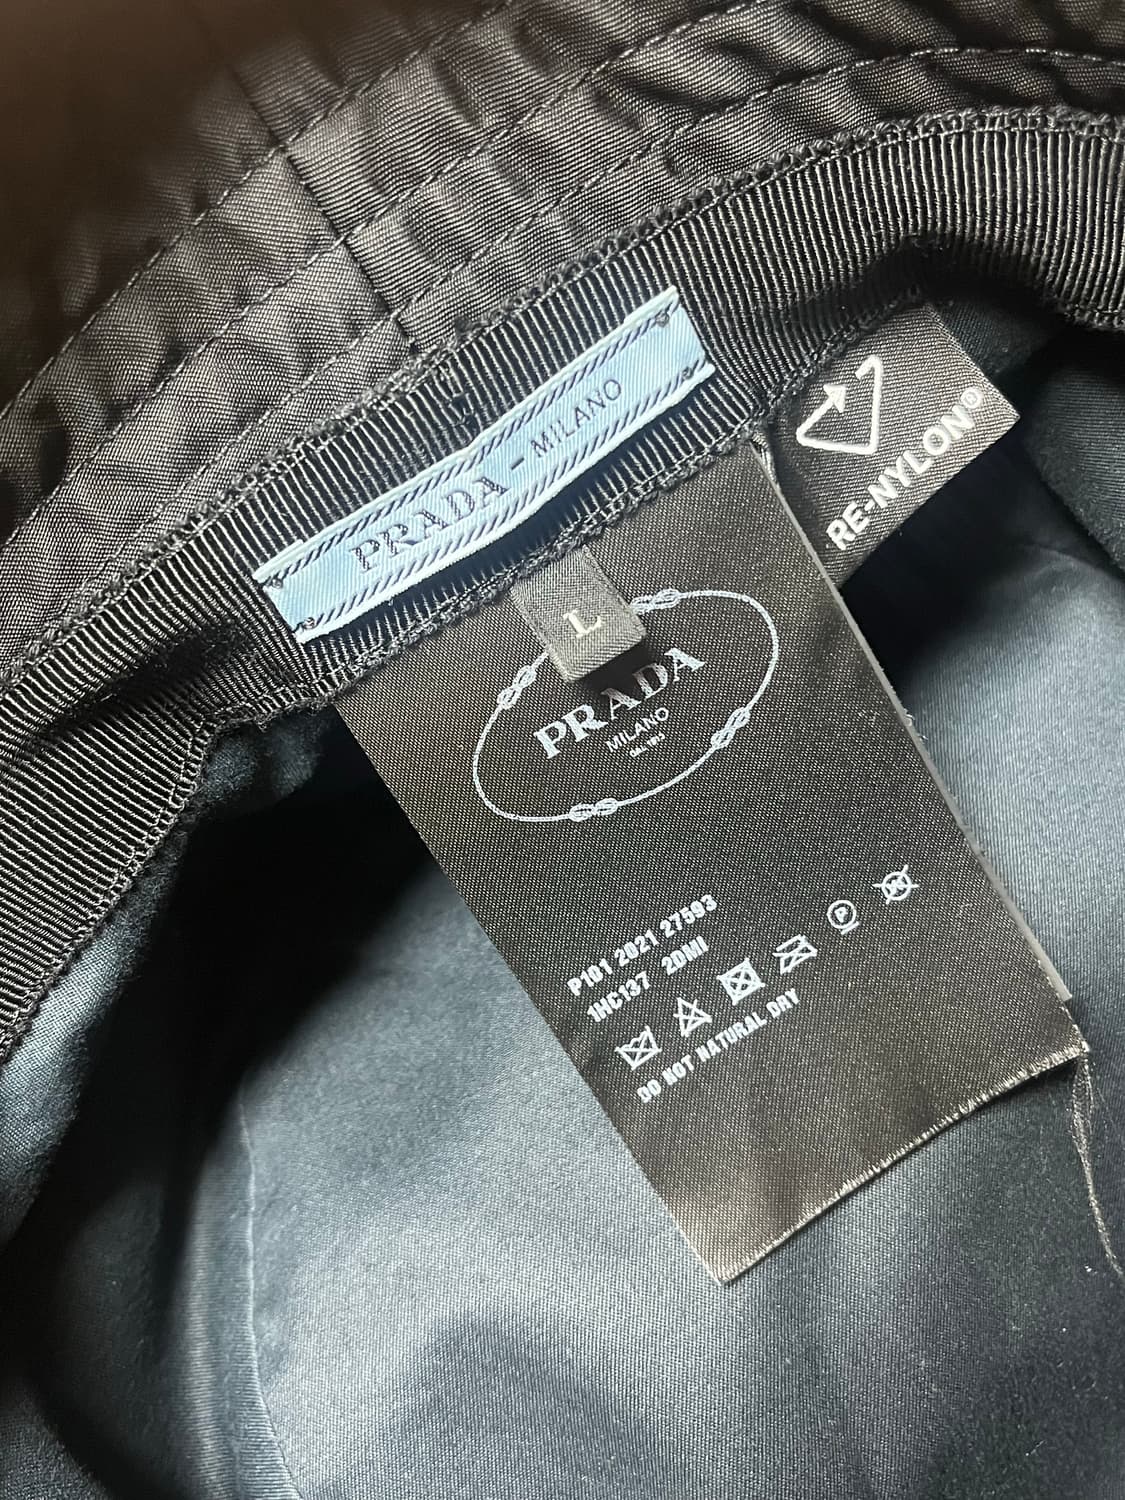 PRADA - MILANO
RE-NYLON®
L
PRADA
MILANO
P101 2021 27593
1HC137 2DMI
P
DO NOT NATURAL DRY